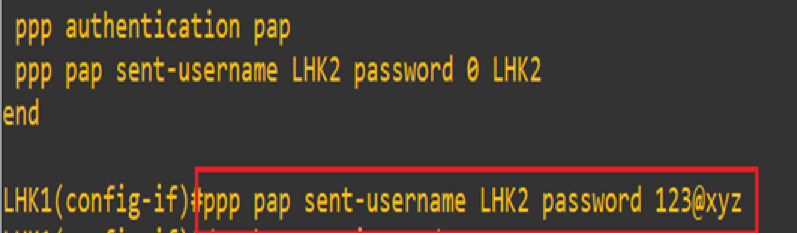 ppp authentication pap
ppp pap sent-username LHK2 password 0 LHK2
end
LHK1(config-if)#ppp pap sent-username LHK2 password 123@xyz